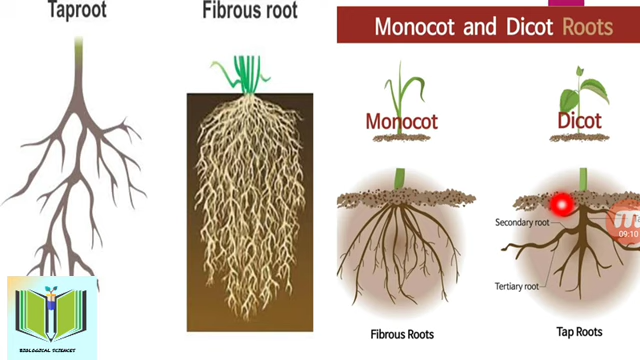 Taproot
Fibrous root
Monocot and Dicot Roots
Monocot
Dicot
Secondary root
09:10
Tertiary root
Fibrous Roots
Tap Roots
BIOLOGICAL SCIENCET